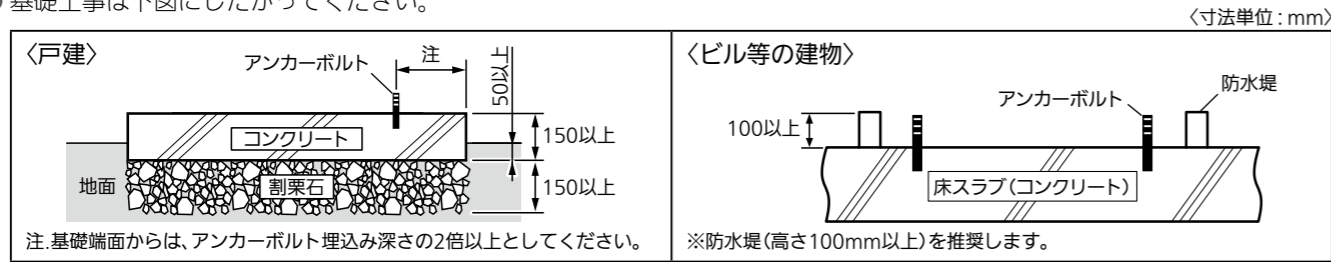 基礎工事は下図にしたがってください。
〈寸法単位:mm〉
〈戸建〉
アンカーボルト
注
50以上
コンクリート
150以上
地面
割栗石
150以上
注.基礎端面からは、アンカーボルト埋込み深さの2倍以上としてください。
〈ビル等の建物〉
防水堤
アンカーボルト
100以上
床スラブ(コンクリート)
※防水堤(高さ100mm以上)を推奨します。